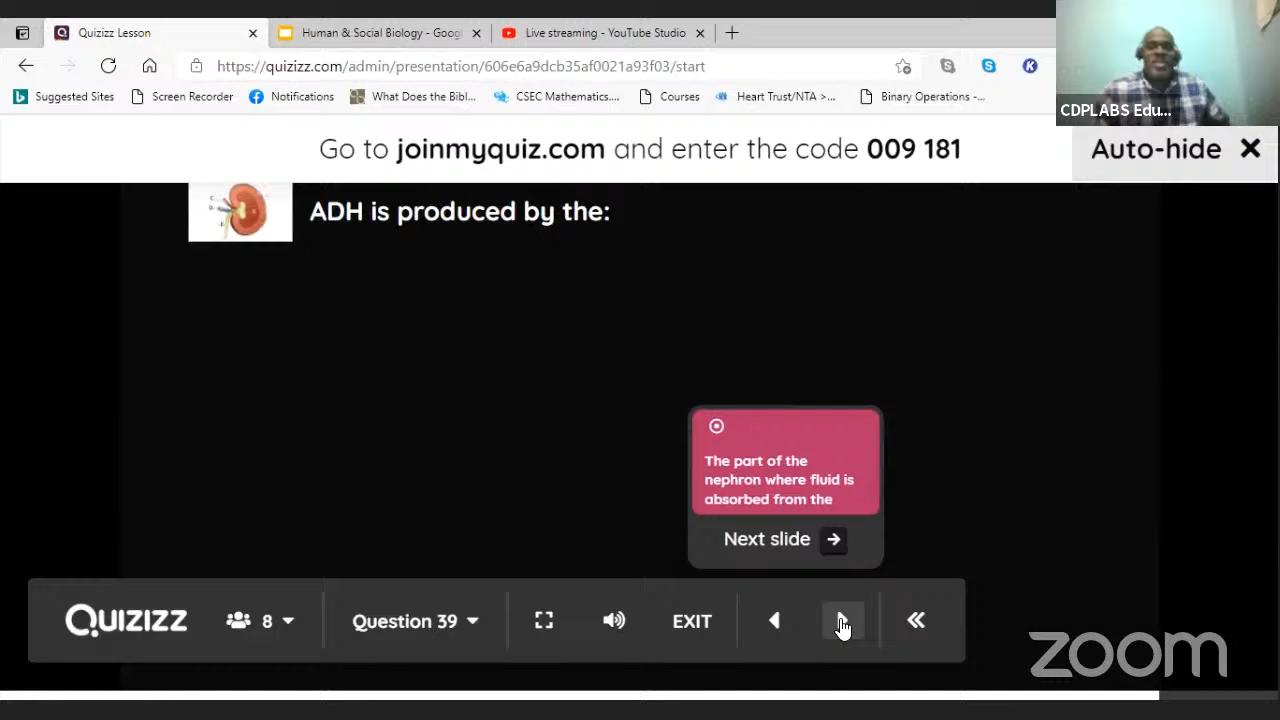 Quizizz Lesson
Human & Social Biology - Goog
Live streaming - YouTube Studio
https://quizizz.com/admin/presentation/606e6a9dcb35af0021a93f03/start
Suggested Sites
Screen Recorder
Notifications
What Does the Bibl...
CSEC Mathematics....
Courses
Heart Trust/NTA >...
Binary Operations -...
CDPLABS Edu...
Go to joinmyquiz.com and enter the code 009 181
Auto-hide
ADH is produced by the:
The part of the
nephron where fluid is
absorbed from the
Next slide
QUIZIZZ
8
Question 39
EXIT
zoom